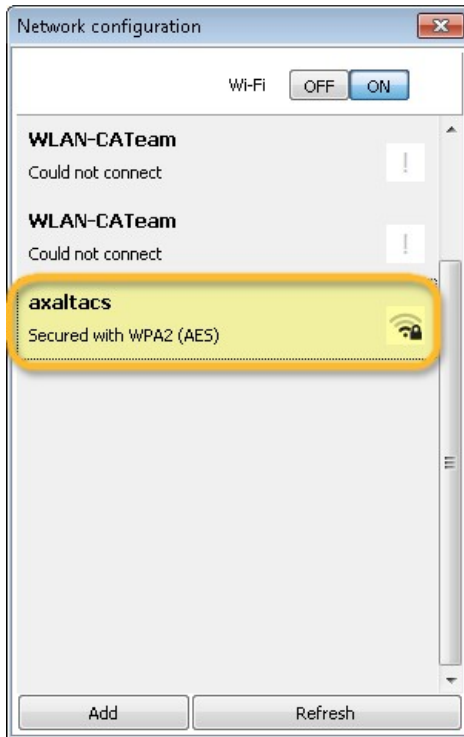 Network configuration
Wi-Fi OFF ON
WLAN-CATeam
Could not connect
WLAN-CATeam
Could not connect
axaltacs
Secured with WPA2 (AES)
Add Refresh